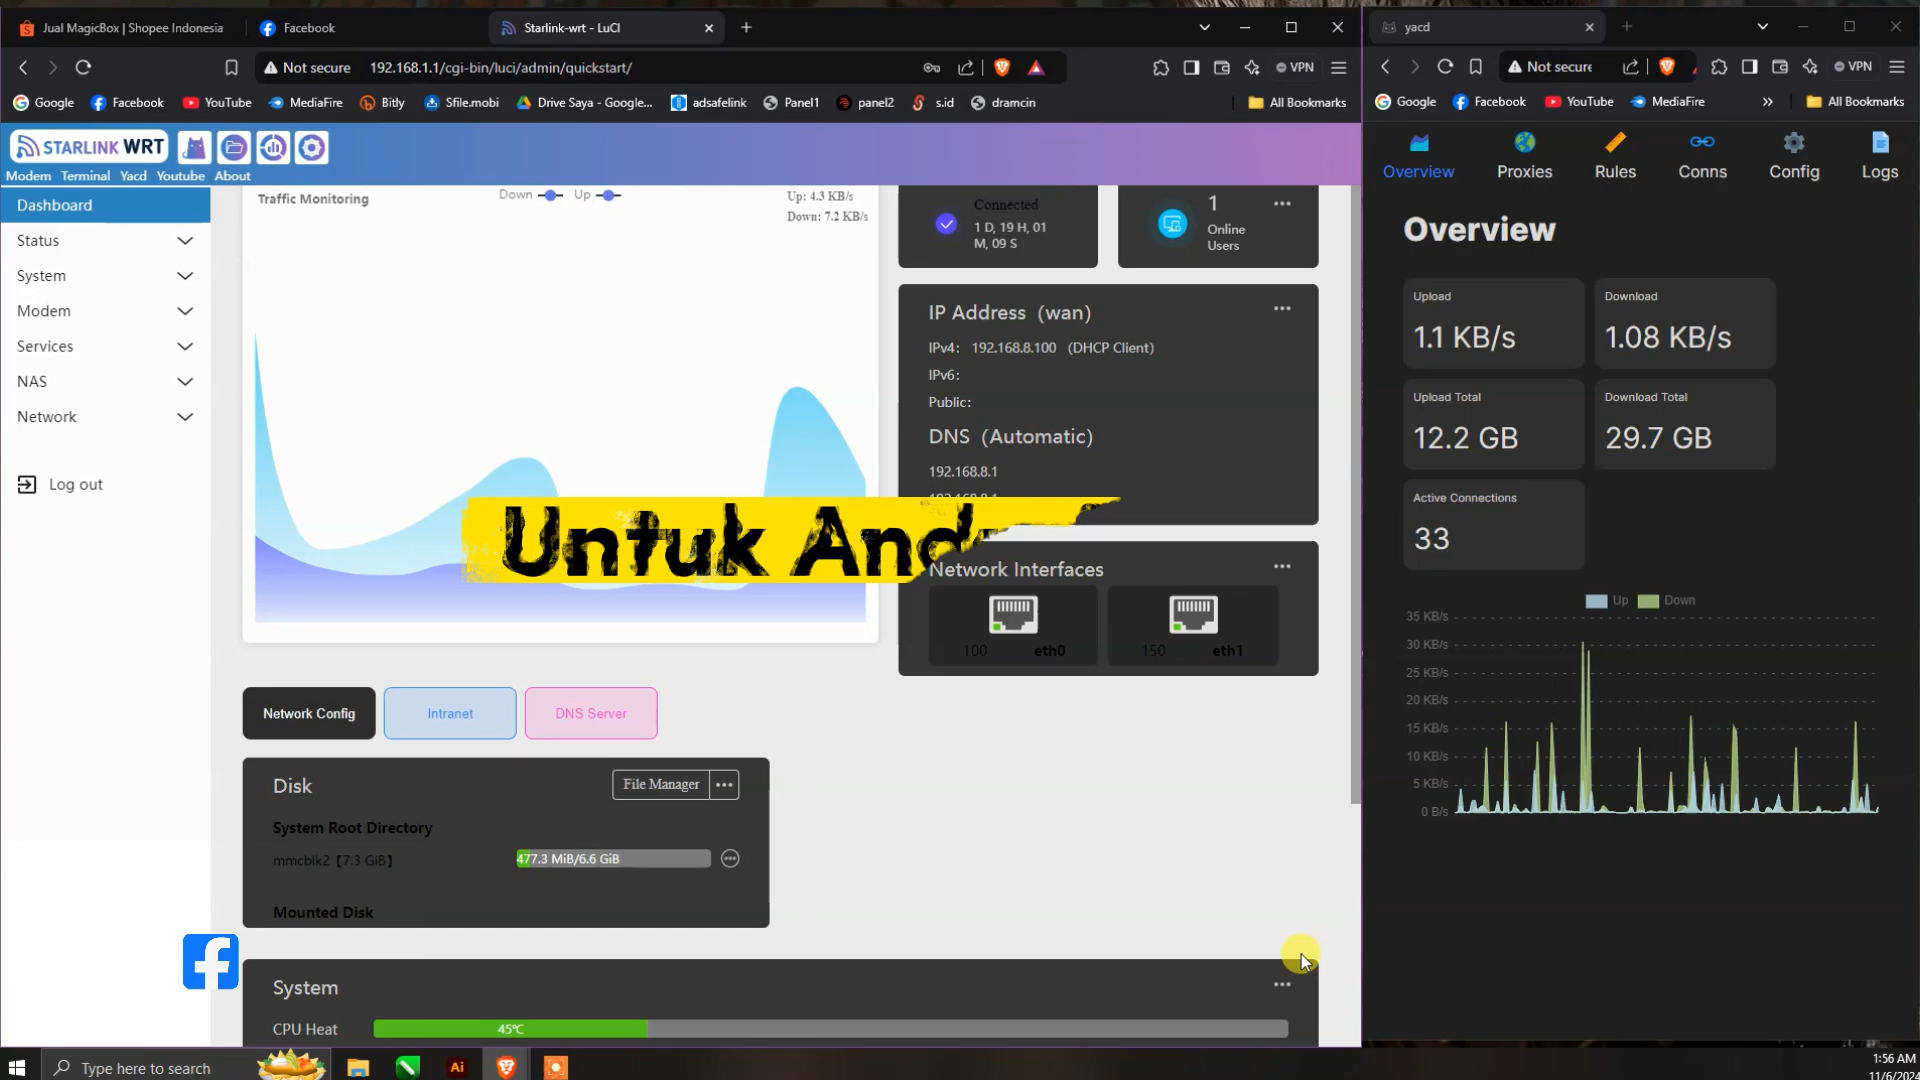 Jual MagicBox | Shopee Indonesia
Facebook
Starlink-wrt - LuCI
yacd
Not secure
192.168.1.1/cgi-bin/luci/admin/quickstart/
VPN
Not secure
VPN
Google
Facebook
YouTube
MediaFire
Bitly
Sfile.mobi
Drive Saya - Google...
adsafelink
Panel1
panel2
s.id
dramcin
All Bookmarks
Google
Facebook
YouTube
MediaFire
All Bookmarks
STARLINK WRT
Modem Terminal Yacd Youtube About
Dashboard
Status
System
Modem
Services
NAS
Network
Log out
Traffic Monitoring
Down
Up
Up: 4.3 KB/s
Down: 7.2 KB/s
Connected
1 D, 19 H, 01
M, 09 S
1
Online
Users
IP Address (wan)
IPv4: 192.168.8.100 (DHCP Client)
IPv6:
Public:
DNS (Automatic)
192.168.8.1
Untuk And
Network Interfaces
100 eth0
150 eth1
Network Config
Intranet
DNS Server
Disk
File Manager
System Root Directory
mmcblk2【7.3 GiB】
477.3 MiB/6.6 GiB
Mounted Disk
System
CPU Heat
45℃
Overview
Proxies
Rules
Conns
Config
Logs
Overview
Upload
1.1 KB/s
Download
1.08 KB/s
Upload Total
12.2 GB
Download Total
29.7 GB
Active Connections
33
Up
Down
35 KB/s
30 KB/s
25 KB/s
20 KB/s
15 KB/s
10 KB/s
5 KB/s
0 B/s
Type here to search
Ai
1:56 AM
11/6/2024